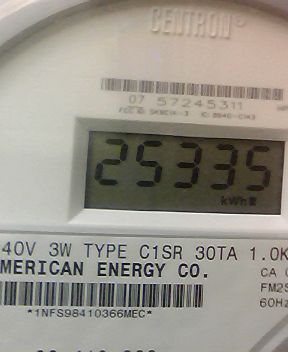 CENTRON®
07 57245311
25335
kWh
40V 3W TYPE C1SR 30TA 1.0K
MERICAN ENERGY CO.
CA
FM2S
60Hz
*1NFS98410366MEC*